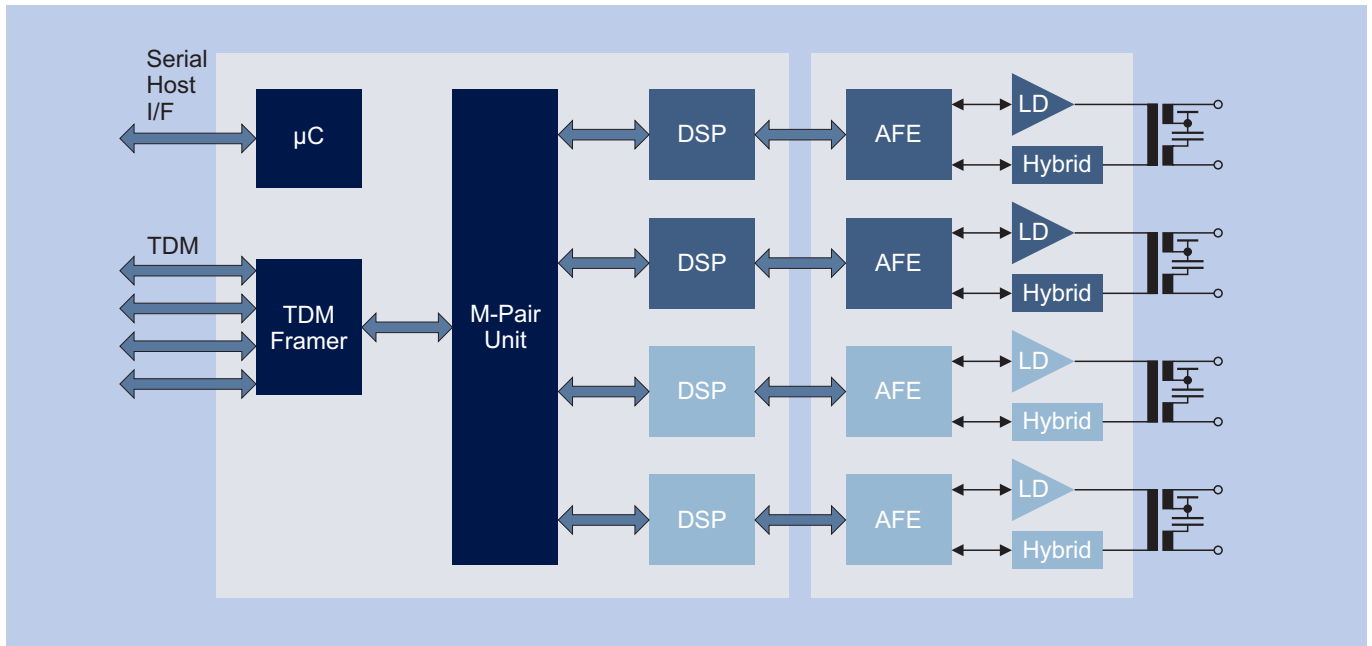 Serial
Host
I/F
µC
TDM
TDM
Framer
M-Pair
Unit
DSP
AFE
LD
Hybrid
DSP
AFE
LD
Hybrid
DSP
AFE
LD
Hybrid
DSP
AFE
LD
Hybrid